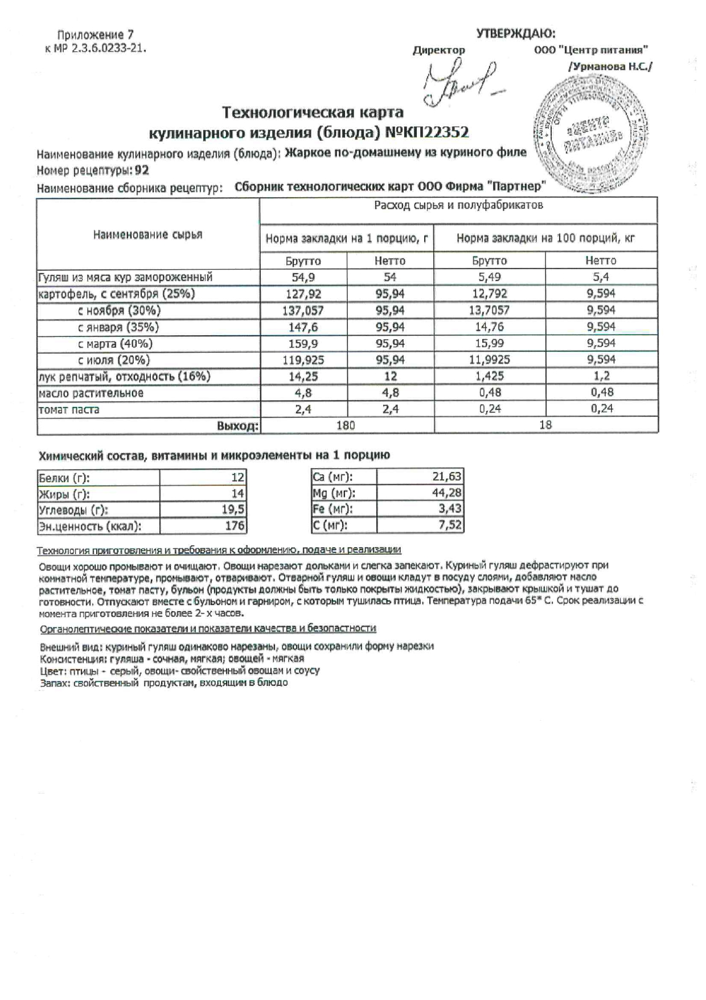 Приложение 7
к МР 2.3.6.0233-21.
УТВЕРЖДАЮ:
Директор ООО "Центр питания"
/Урманова Н.С./
«ЦЕНТР
ПИТАНИЯ»
Технологическая карта
кулинарного изделия (блюда) №КП22352
Наименование кулинарного изделия (блюда): Жаркое по-домашнему из куриного филе
Номер рецептуры: 92
Наименование сборника рецептур: Сборник технологических карт ООО Фирма "Партнер"
Наименование сырья Расход сырья и полуфабрикатов
Норма закладки на 1 порцию, г Норма закладки на 100 порций, кг
Брутто Нетто Брутто Нетто
Гуляш из мяса кур замороженный 54,9 54 5,49 5,4
картофель, с сентября (25%) 127,92 95,94 12,792 9,594
с ноября (30%) 137,057 95,94 13,7057 9,594
с января (35%) 147,6 95,94 14,76 9,594
с марта (40%) 159,9 95,94 15,99 9,594
с июля (20%) 119,925 95,94 11,9925 9,594
лук репчатый, отходность (16%) 14,25 12 1,425 1,2
масло растительное 4,8 4,8 0,48 0,48
томат паста 2,4 2,4 0,24 0,24
Выход: 180 18
Химический состав, витамины и микроэлементы на 1 порцию
Белки (г): 12 Ca (мг): 21,63
Жиры (г): 14 Mg (мг): 44,28
Углеводы (г): 19,5 Fe (мг): 3,43
Эн.ценность (ккал): 176 C (мг): 7,52
Технология приготовления и требования к оформлению, подаче и реализации
Овощи хорошо промывают и очищают. Овощи нарезают дольками и слегка запекают. Куриный гуляш дефрастируют при
комнатной температуре, промывают, отваривают. Отварной гуляш и овощи кладут в посуду слоями, добавляют масло
растительное, томат пасту, бульон (продукты должны быть только покрыты жидкостью), закрывают крышкой и тушат до
готовности. Отпускают вместе с бульоном и гарниром, с которым тушилась птица. Температура подачи 65* С. Срок реализации с
момента приготовления не более 2- х часов.
Органолептические показатели и показатели качества и безопастности
Внешний вид: куриный гуляш одинаково нарезаны, овощи сохранили форму нарезки
Консистенция: гуляша - сочная, мягкая; овощей - мягкая
Цвет: птицы - серый, овощи- свойственный овощам и соусу
Запах: свойственный продуктам, входящим в блюдо